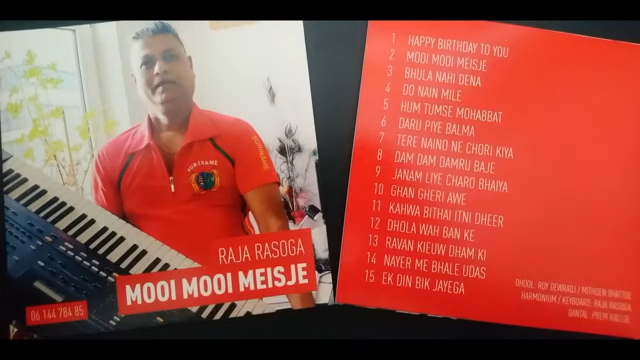 SURINAME
RAJA RASOGA
MOOI MOOI MEISJE
06 144 784 85
1 HAPPY BIRTHDAY TO YOU
2 MOOI MOOI MEISJE
3 BHULA NAHI DENA
4 DO NAIN MILE
5 HUM TUMSE MOHABBAT
6 DARU PIYE BALMA
7 TERE NAINO NE CHORI KIYA
8 DAM DAM DAMRU BAJE
9 JANAM LIYE CHARO BHAIYA
10 GHAN GHERI AWE
11 KAHWA BITHAI ITNI DHEER
12 DHOLA WAH BAN KE
13 RAVAN KIEUW DHAM KI
14 NAYER ME BHALE UDAS
15 EK DIN BIK JAYEGA
DHOOL: ROY DEWRADJ / MITHOEN
HARMONIUM / KEYBOARD: RAJA RASOGA
DANTAL: PREM